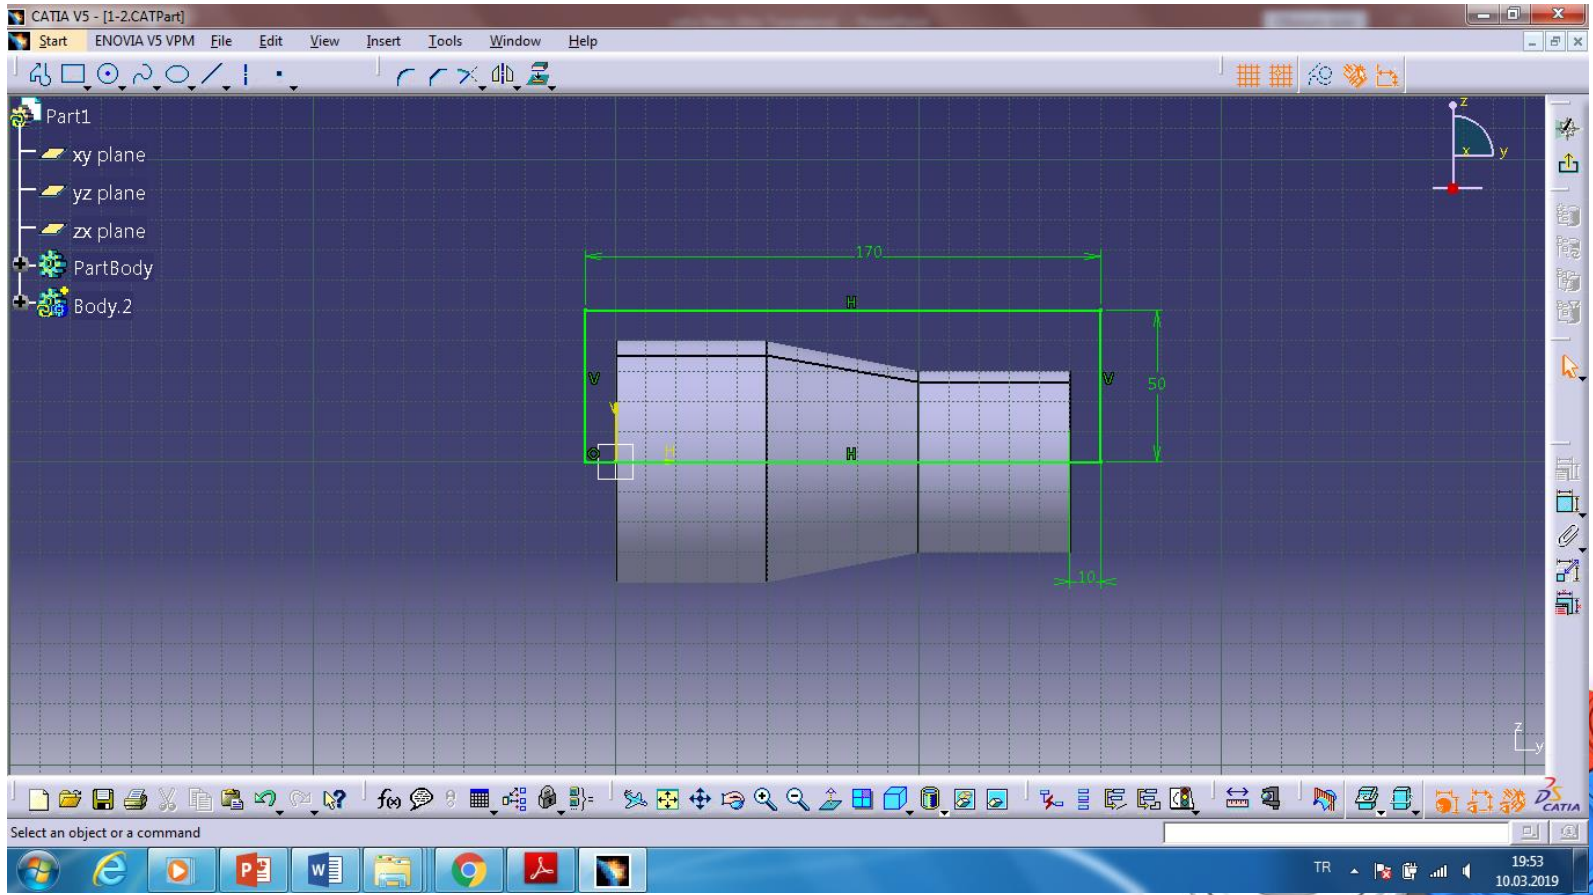 CATIA V5 - [1-2.CATPart]
Start ENOVIA V5 VPM File Edit View Insert Tools Window Help
Part1
xy plane
yz plane
zx plane
PartBody
Body.2
z
x
y
170
H
V
V
50
H
10
z
y
f(x)
CATIA
Select an object or a command
TR
19:53
10.03.2019